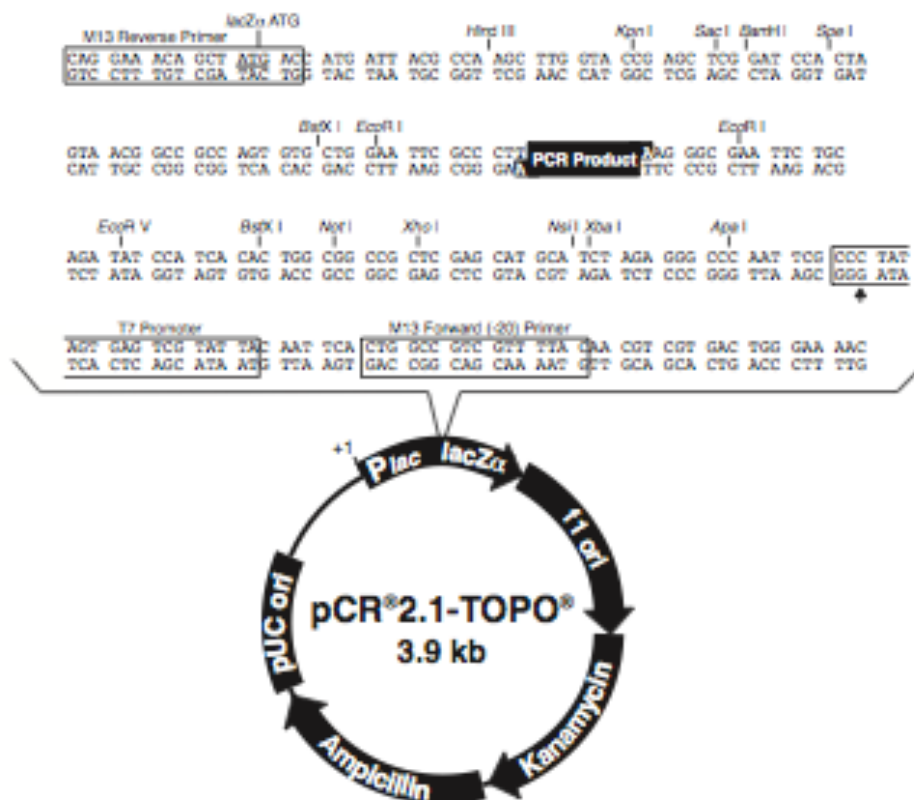 lacZα ATG
M13 Reverse Primer
Hind III Kpn I Sac I BamH I Spe I
CAG GAA ACA GCT ATG AC C ATG ATT ACG CCA AGC TTG GTA CCG AGC TCG GAT CCA CTA
GTC CTT TGT CGA TAC TG G TAC TAA TGC GGT TCG AAC CAT GGC TCG AGC CTA GGT GAT
BstX I EcoR I EcoR I
GTA ACG GCC GCC AGT GTG CTG GAA TTC GCC CTT PCR Product AAG GGC GAA TTC TGC
CAT TGC CGG CGG TCA CAC GAC CTT AAG CGG GAA TTC CCG CTT AAG ACG
EcoR V BstX I Not I Xho I Nsi I Xba I Apa I
AGA TAT CCA TCA CAC TGG CGG CCG CTC GAG CAT GCA TCT AGA GGG CCC AAT TCG CCC TAT
TCT ATA GGT AGT GTG ACC GCC GGC GAG CTC GTA CGT AGA TCT CCC GGG TTA AGC GGG ATA
T7 Promoter M13 Forward (-20) Primer
AGT GAG TCG TAT TAC AAT TCA CTG GCC GTC GTT TTA CAA CGT CGT GAC TGG GAA AAC
TCA CTC AGC ATA ATG TTA AGT GAC CGG CAG CAA AAT GTT GCA GCA CTG ACC CTT TTG
+1
Plac lacZα
f1 ori
pUC ori
pCR®2.1-TOPO®
3.9 kb
Kanamycin
Ampicillin